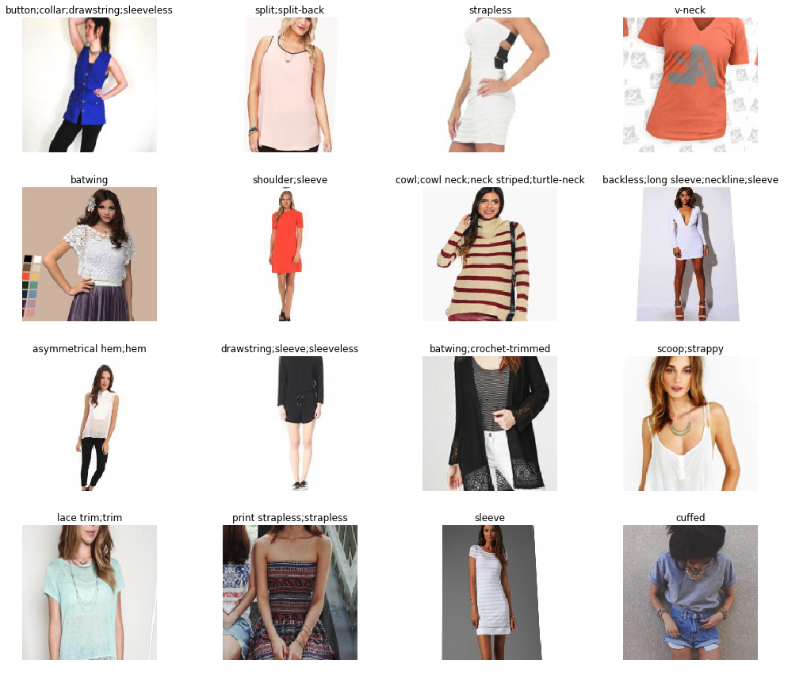 button;collar;drawstring;sleeveless
split;split-back
strapless
v-neck
batwing
shoulder;sleeve
cowl;cowl neck;neck striped;turtle-neck
backless;long sleeve;neckline;sleeve
asymmetrical hem;hem
drawstring;sleeve;sleeveless
batwing;crochet-trimmed
scoop;strappy
lace trim;trim
print strapless;strapless
sleeve
cuffed